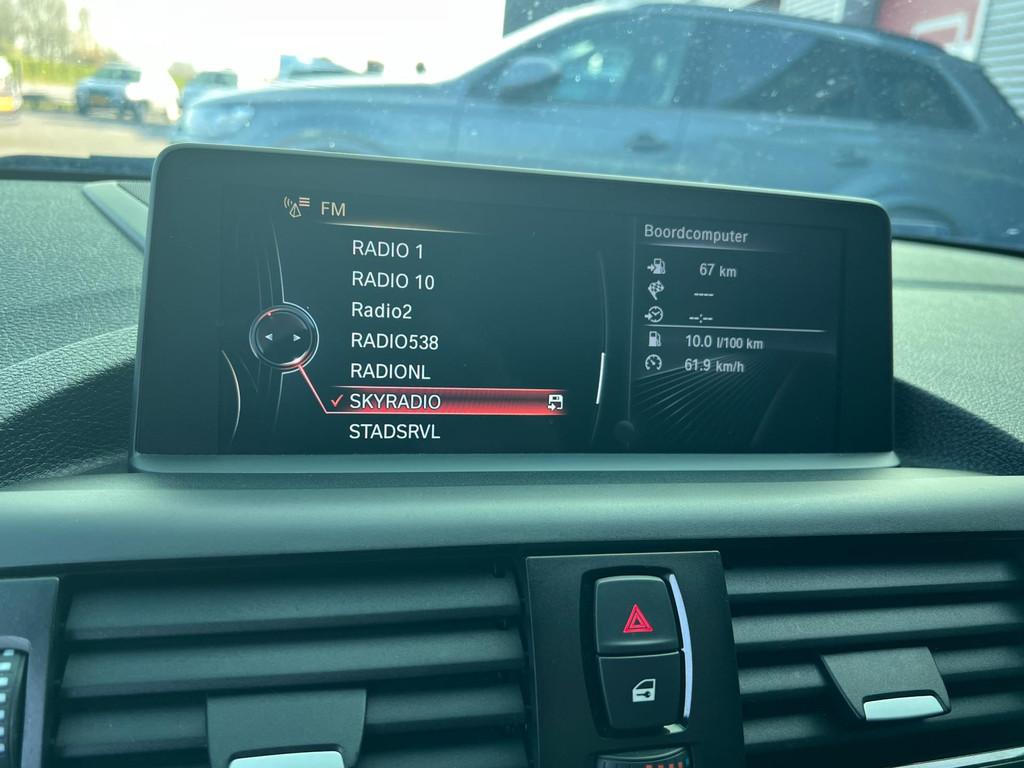 FM
RADIO 1
RADIO 10
Radio2
RADIO538
RADIONL
SKYRADIO
STADSRVL
Boordcomputer
67 km
----
--:--
10.0 l/100 km
61.9 km/h